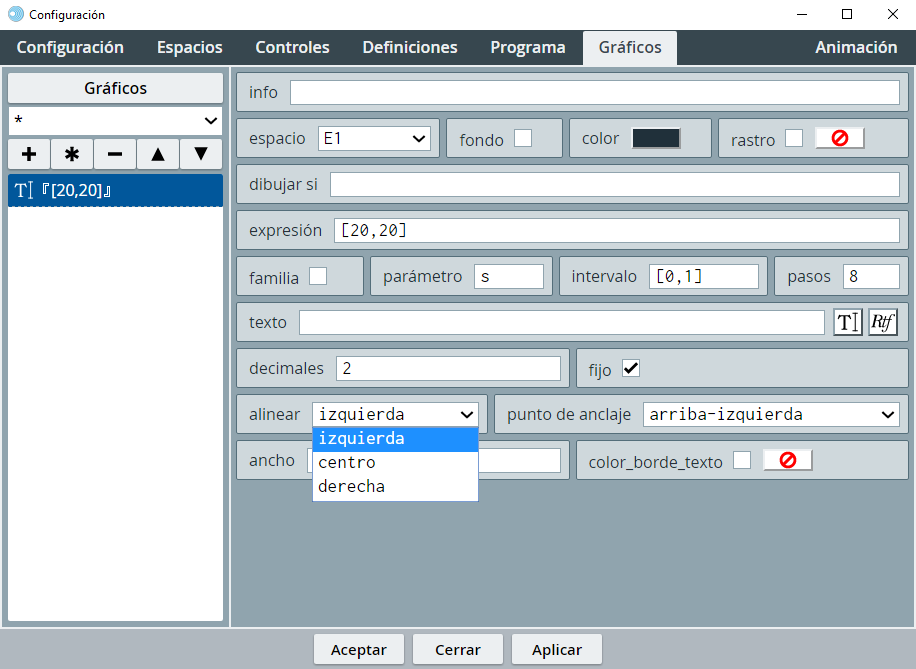 Configuración
Configuración Espacios Controles Definiciones Programa Gráficos Animación
Gráficos
*
+ * − ▲ ▼
T『[20,20]』
info
espacio E1 fondo color rastro
dibujar si
expresión [20,20]
familia parámetro s intervalo [0,1] pasos 8
texto T Rtf
decimales 2 fijo
alinear izquierda punto de anclaje arriba-izquierda
izquierda
centro
derecha
ancho color_borde_texto
Aceptar Cerrar Aplicar